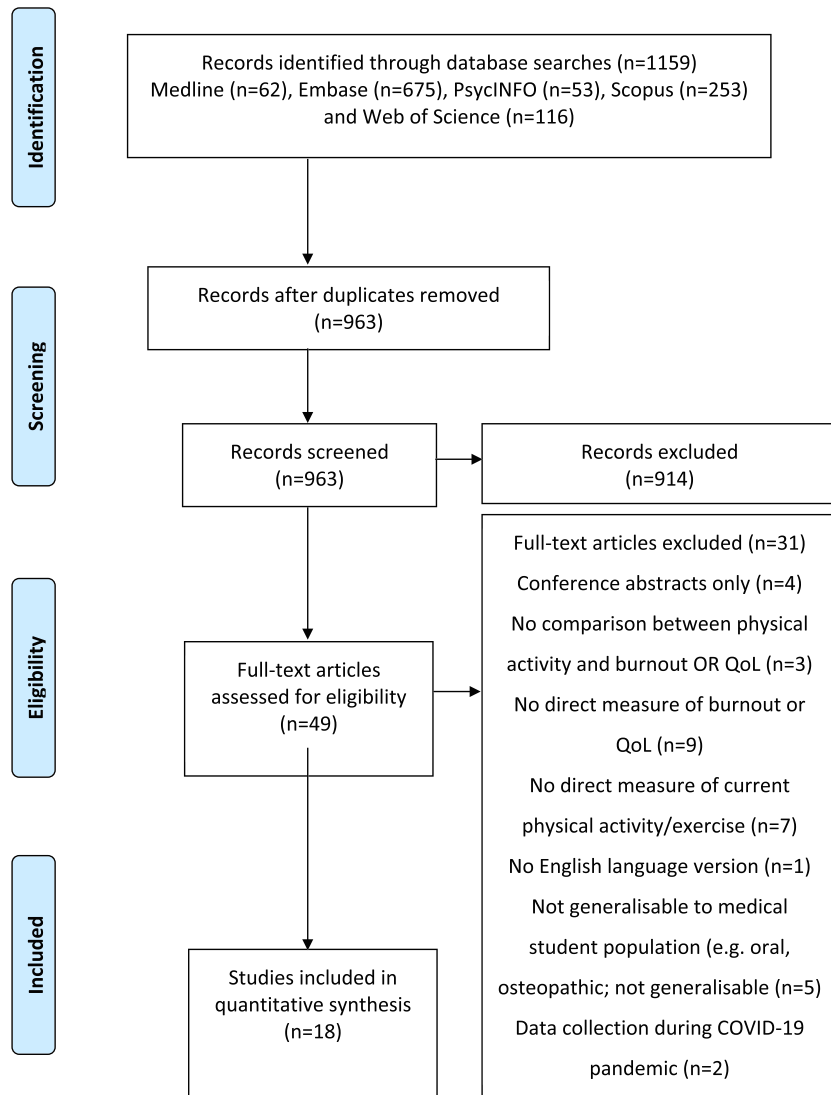 Identification
Records identified through database searches (n=1159)
Medline (n=62), Embase (n=675), PsycINFO (n=53), Scopus (n=253)
and Web of Science (n=116)
Screening
Records after duplicates removed
(n=963)
Records screened
(n=963)
Records excluded
(n=914)
Eligibility
Full-text articles
assessed for eligibility
(n=49)
Full-text articles excluded (n=31)
Conference abstracts only (n=4)
No comparison between physical
activity and burnout OR QoL (n=3)
No direct measure of burnout or
QoL (n=9)
No direct measure of current
physical activity/exercise (n=7)
No English language version (n=1)
Not generalisable to medical
student population (e.g. oral,
osteopathic; not generalisable (n=5)
Data collection during COVID-19
pandemic (n=2)
Included
Studies included in
quantitative synthesis
(n=18)